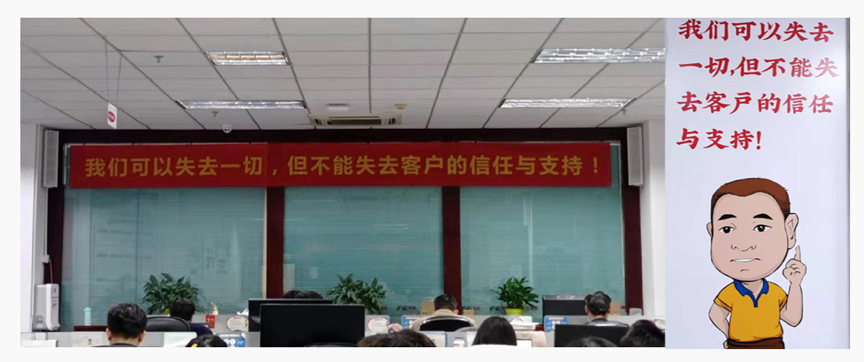 我们可以失去一切，但不能失去客户的信任与支持！
我们可以失去
一切,但不能失
去客户的信任
与支持!